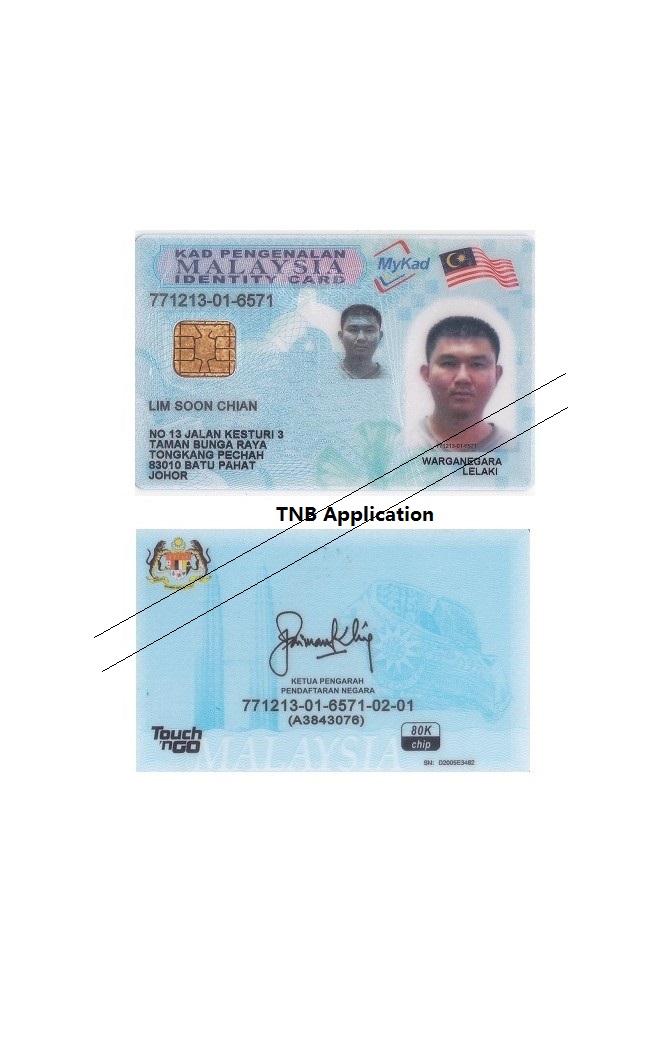 KAD PENGENALAN
MALAYSIA
IDENTITY CARD
MyKad
771213-01-6571
LIM SOON CHIAN
NO 13 JALAN KESTURI 3
TAMAN BUNGA RAYA
TONGKANG PECHAH
83010 BATU PAHAT
JOHOR
771213-01-6571
WARGANEGARA
LELAKI
TNB Application
KETUA PENGARAH
PENDAFTARAN NEGARA
771213-01-6571-02-01
(A3843076)
Touch
'nGO
80K
chip
MALAYSIA
SN: D2005E3482